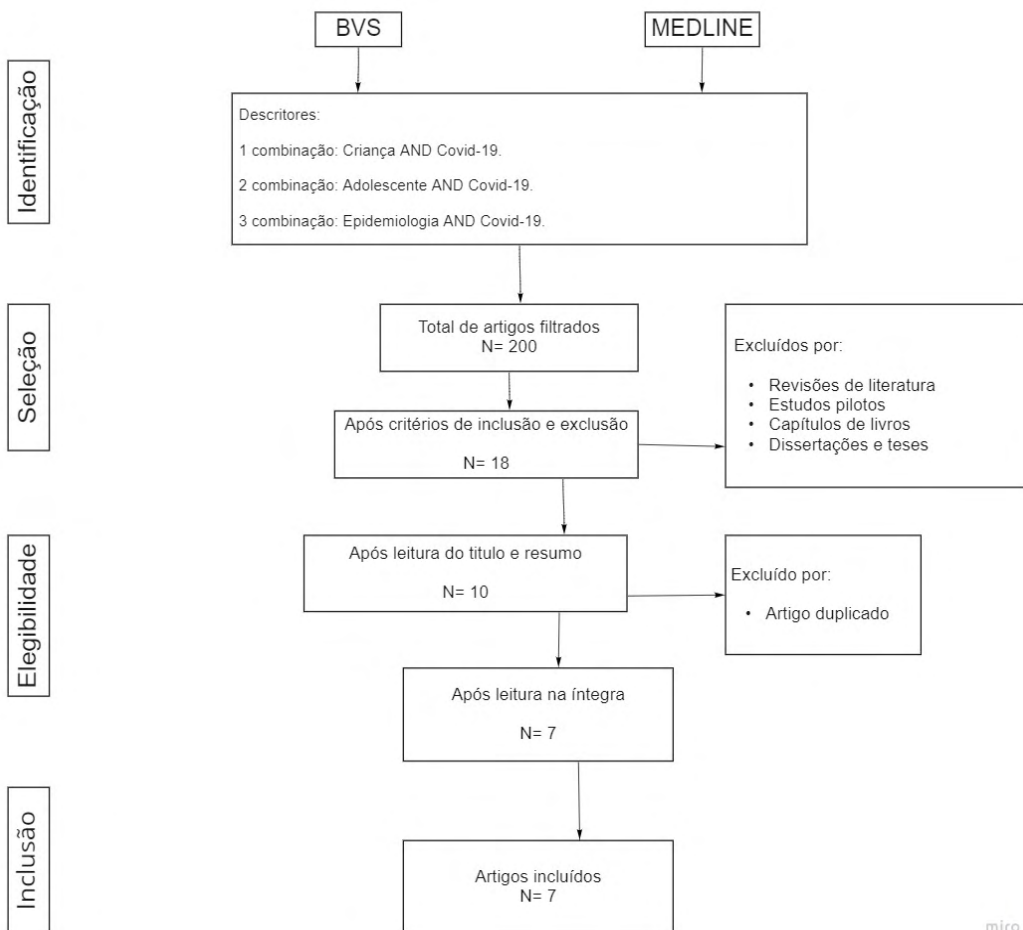 BVS
MEDLINE
Identificação
Descritores:
1 combinação: Criança AND Covid-19.
2 combinação: Adolescente AND Covid-19.
3 combinação: Epidemiologia AND Covid-19.
Seleção
Total de artigos filtrados
N= 200
Após critérios de inclusão e exclusão
N= 18
Excluídos por:
• Revisões de literatura
• Estudos pilotos
• Capítulos de livros
• Dissertações e teses
Elegibilidade
Após leitura do titulo e resumo
N= 10
Excluído por:
• Artigo duplicado
Após leitura na íntegra
N= 7
Inclusão
Artigos incluídos
N= 7
miro